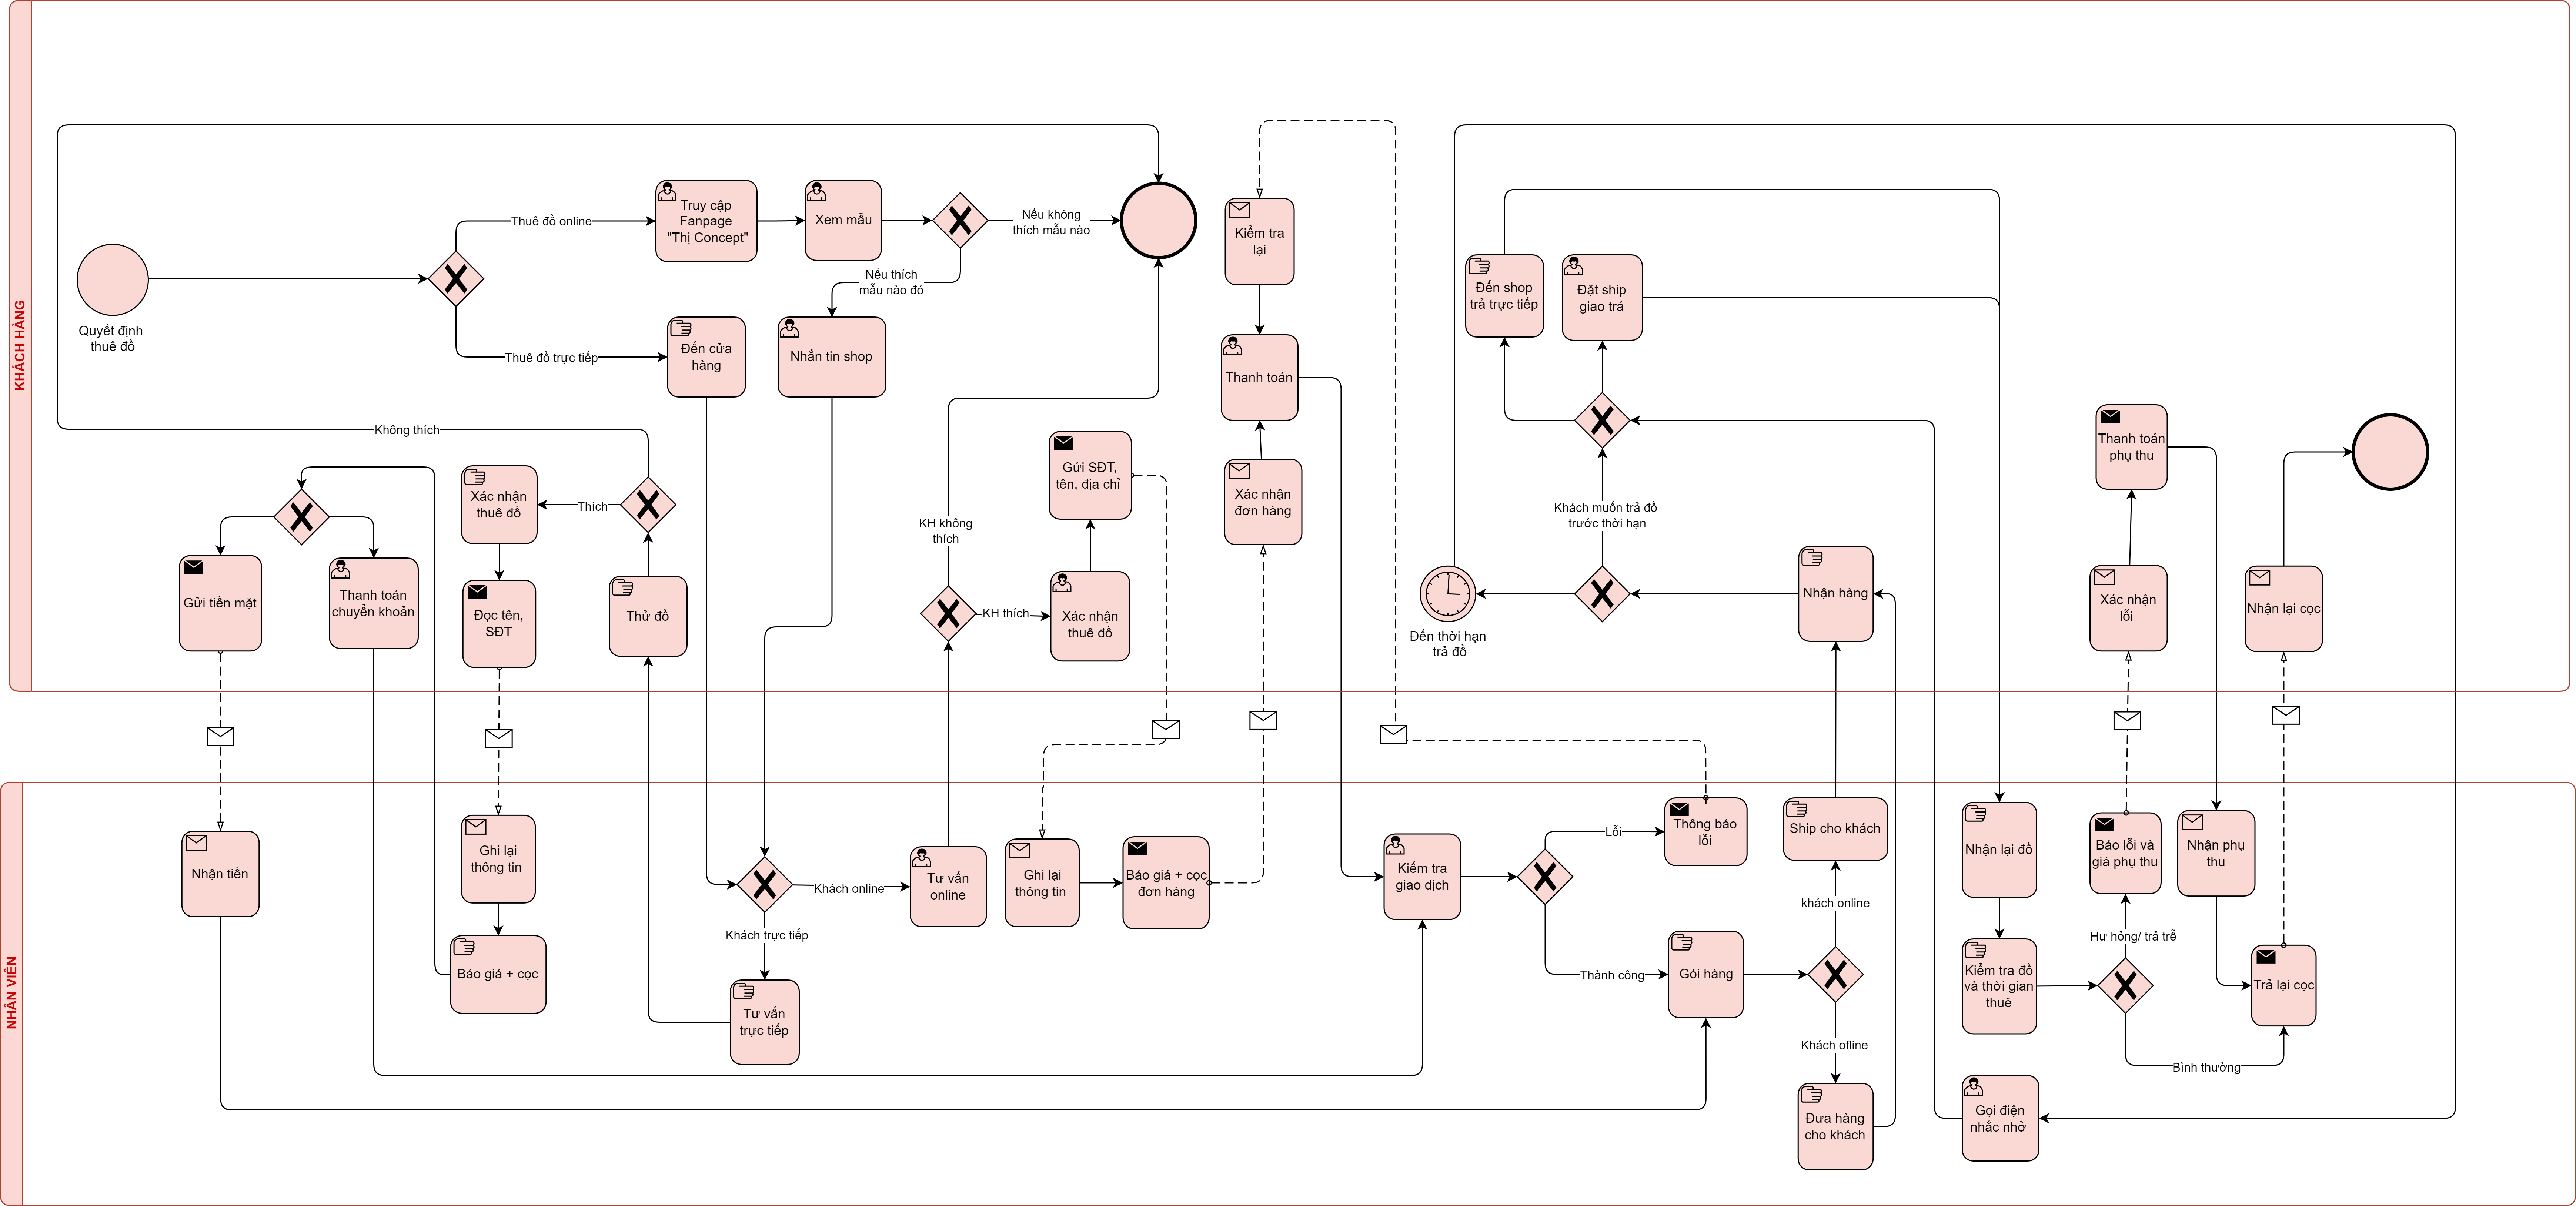 KHÁCH HÀNG
Quyết định
thuê đồ
Thuê đồ online
Thuê đồ trực tiếp
Truy cập
Fanpage
"Thị Concept"
Xem mẫu
Nếu không
thích mẫu nào
Nếu thích
mẫu nào đó
Đến cửa
hàng
Nhắn tin shop
Không thích
Xác nhận
thuê đồ
Thích
Gửi tiền mặt
Thanh toán
chuyển khoản
Đọc tên,
SĐT
Thử đồ
KH không
thích
KH thích
Gửi SĐT,
tên, địa chỉ
Xác nhận
thuê đồ
Kiểm tra
lại
Thanh toán
Xác nhận
đơn hàng
Đến shop
trả trực tiếp
Đặt ship
giao trả
Khách muốn trả đồ
trước thời hạn
Đến thời hạn
trả đồ
Nhận hàng
Thanh toán
phụ thu
Xác nhận
lỗi
Nhận lại cọc
NHÂN VIÊN
Nhận tiền
Ghi lại
thông tin
Báo giá + cọc
Khách online
Khách trực tiếp
Tư vấn
trực tiếp
Tư vấn
online
Ghi lại
thông tin
Báo giá + cọc
đơn hàng
Kiểm tra
giao dịch
Lỗi
Thành công
Thông báo
lỗi
Gói hàng
Ship cho khách
khách online
Khách ofline
Đưa hàng
cho khách
Nhận lại đồ
Kiểm tra đồ
và thời gian
thuê
Gọi điện
nhắc nhở
Báo lỗi và
giá phụ thu
Hư hỏng/ trả trễ
Bình thường
Nhận phụ
thu
Trả lại cọc